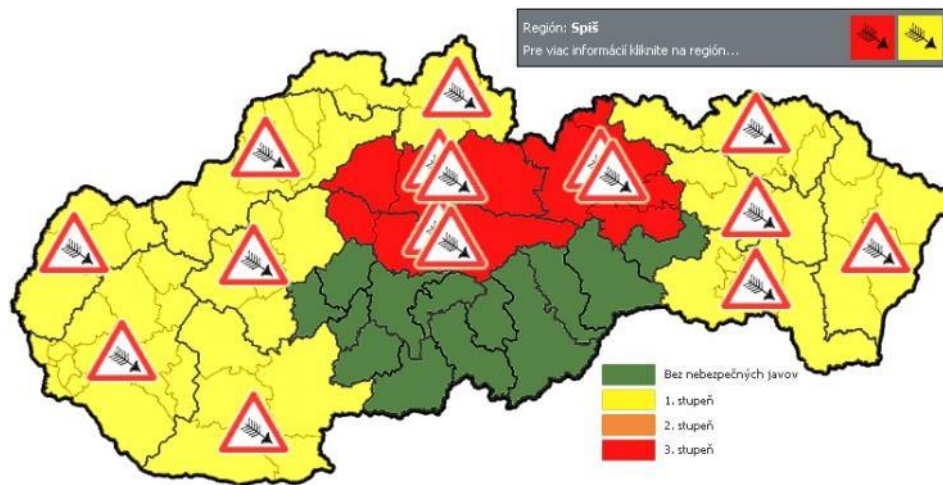 Región: Spiš
Pre viac informácií kliknite na región...
Bez nebezpečných javov
1. stupeň
2. stupeň
3. stupeň